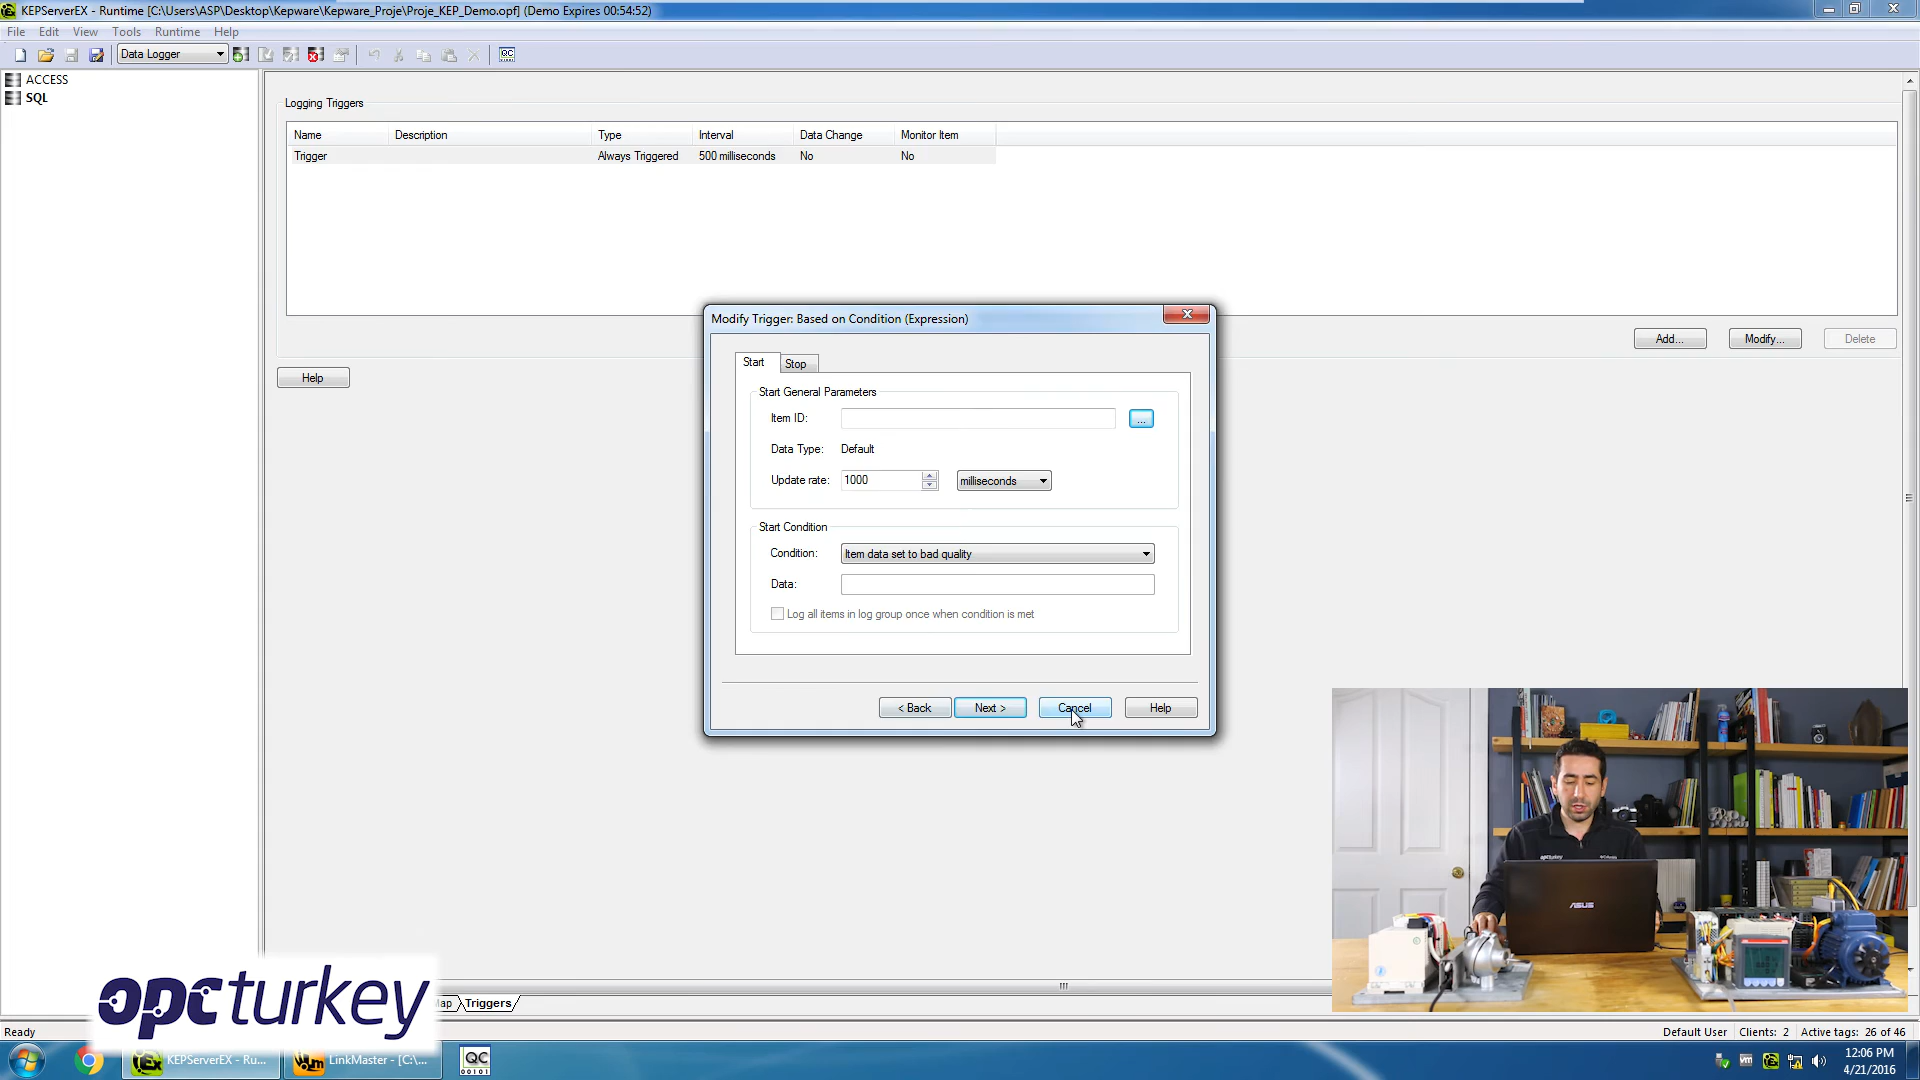 KEPServerEX - Runtime [C:\Users\ASP\Desktop\Kepware\Kepware_Proje\Proje_KEP_Demo.opf] (Demo Expires 00:54:52)
File Edit View Tools Runtime Help
Data Logger
QC
ACCESS
SQL
Logging Triggers
Name Description Type Interval Data Change Monitor Item
Trigger Always Triggered 500 milliseconds No No
Add... Modify... Delete
Help
Modify Trigger: Based on Condition (Expression)
Start Stop
Start General Parameters
Item ID: ...
Data Type: Default
Update rate: 1000 milliseconds
Start Condition
Condition: Item data set to bad quality
Data:
Log all items in log group once when condition is met
< Back Next > Cancel Help
ASUS
opcturkey
Triggers
Ready Default User Clients: 2 Active tags: 26 of 46
KEPServerEX - Ru... LinkMaster - [C:\... QC 00101
12:06 PM
4/21/2016